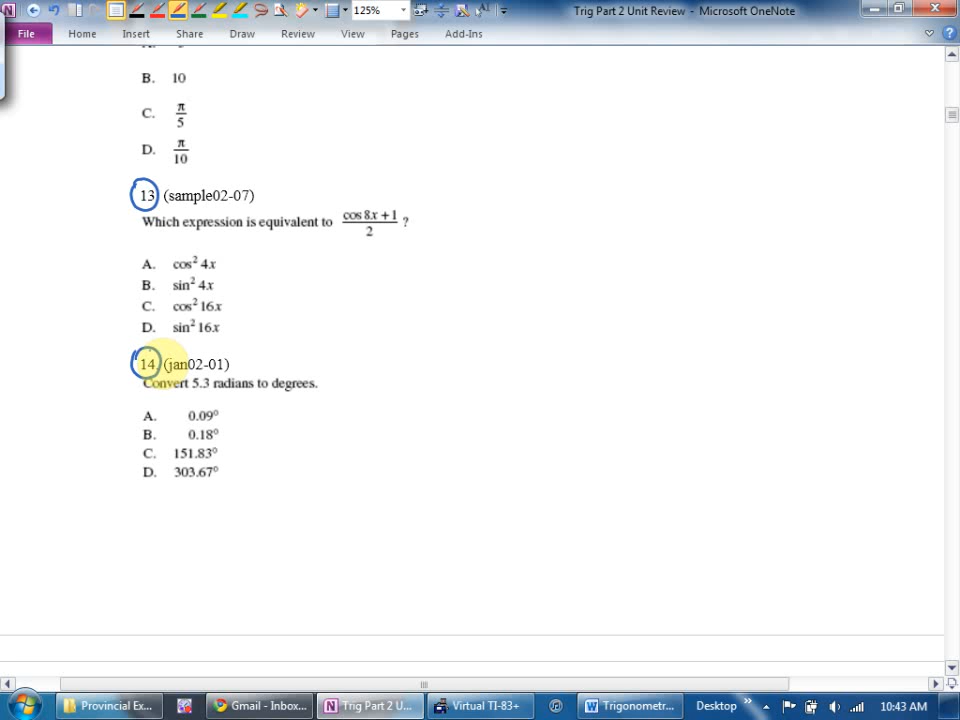 125%
Trig Part 2 Unit Review - Microsoft OneNote
File Home Insert Share Draw Review View Pages Add-Ins
B. 10
C. π/5
D. π/10
13 (sample02-07)
Which expression is equivalent to (cos 8x + 1)/2 ?
A. cos² 4x
B. sin² 4x
C. cos² 16x
D. sin² 16x
14. (jan02-01)
Convert 5.3 radians to degrees.
A. 0.09°
B. 0.18°
C. 151.83°
D. 303.67°
Provincial Ex... Gmail - Inbox... Trig Part 2 U... Virtual TI-83+ Trigonometr... Desktop 10:43 AM